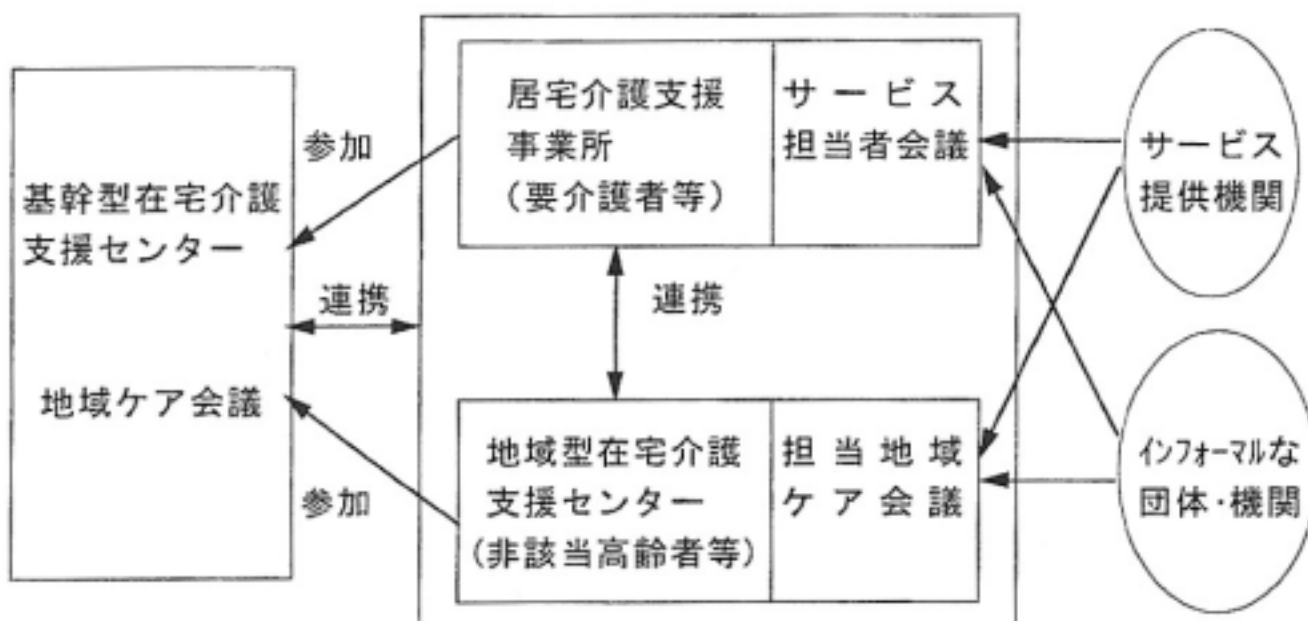 基幹型在宅介護
支援センター
地域ケア会議
参加
連携
参加
居宅介護支援
事業所
(要介護者等)
サービス
担当者会議
連携
地域型在宅介護
支援センター
(非該当高齢者等)
担当地域
ケア会議
サービス
提供機関
インフォーマルな
団体・機関